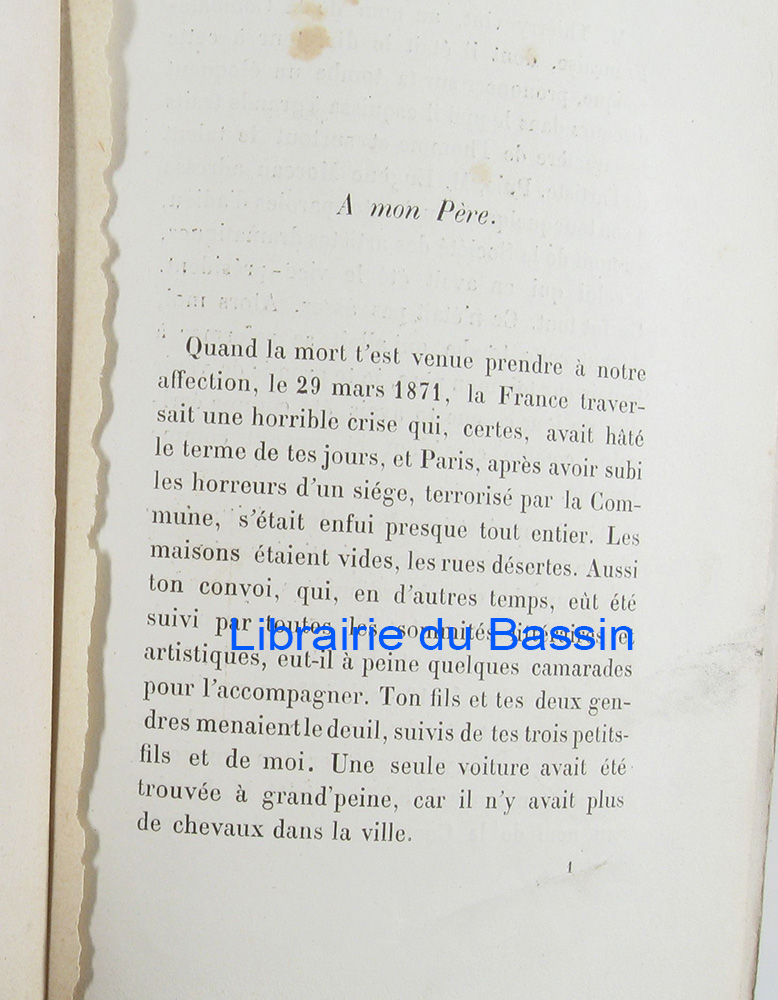 A mon Père.
Quand la mort t'est venue prendre à notre
affection, le 29 mars 1871, la France traver-
sait une horrible crise qui, certes, avait hâté
le terme de tes jours, et Paris, après avoir subi
les horreurs d'un siége, terrorisé par la Com-
mune, s'était enfui presque tout entier. Les
maisons étaient vides, les rues désertes. Aussi
ton convoi, qui, en d'autres temps, eût été
suivi par toutes les sommités littéraires et
Librairie du Bassin
artistiques, eut-il à peine quelques camarades
pour l'accompagner. Ton fils et tes deux gen-
dres menaient le deuil, suivis de tes trois petits-
fils et de moi. Une seule voiture avait été
trouvée à grand'peine, car il n'y avait plus
de chevaux dans la ville.
1